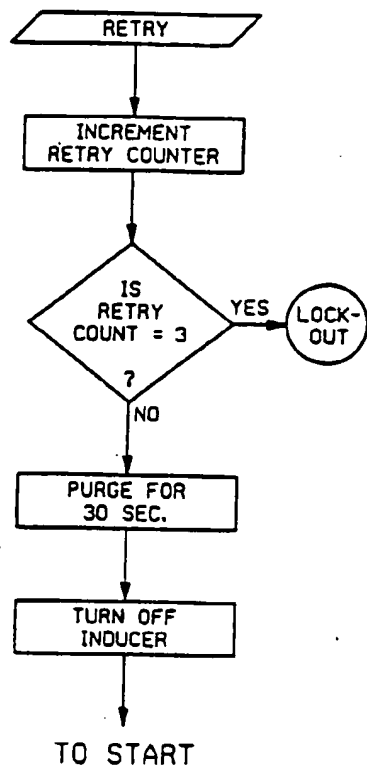 RETRY
INCREMENT
RETRY COUNTER
IS
RETRY
COUNT = 3
?
YES
LOCK-
OUT
NO
PURGE FOR
30 SEC.
TURN OFF
INDUCER
TO START